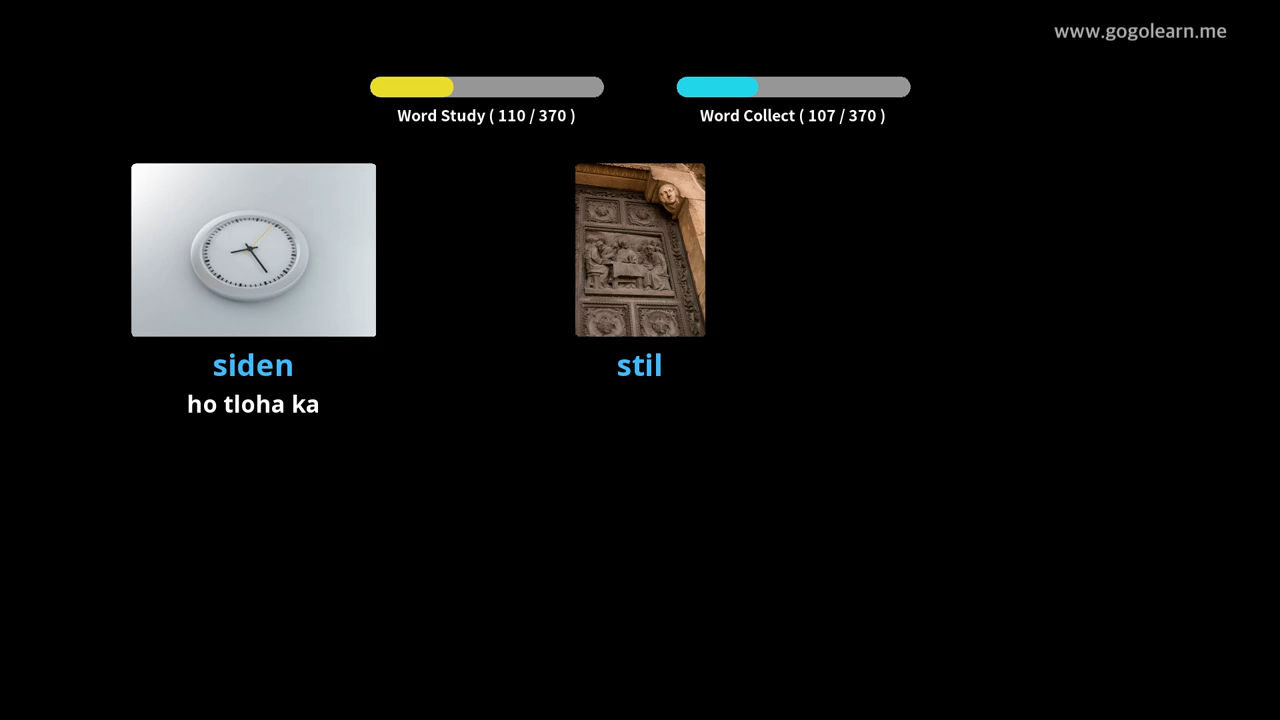 www.gogolearn.me
Word Study ( 110 / 370 )
Word Collect ( 107 / 370 )
siden
stil
ho tloha ka